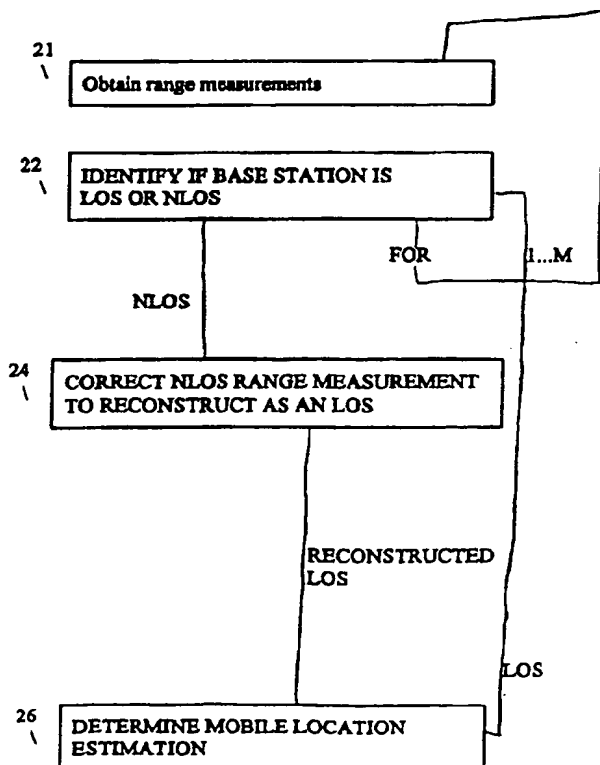 21
Obtain range measurements
22
IDENTIFY IF BASE STATION IS
LOS OR NLOS
FOR 1...M
NLOS
24
CORRECT NLOS RANGE MEASUREMENT
TO RECONSTRUCT AS AN LOS
RECONSTRUCTED
LOS
LOS
26
DETERMINE MOBILE LOCATION
ESTIMATION